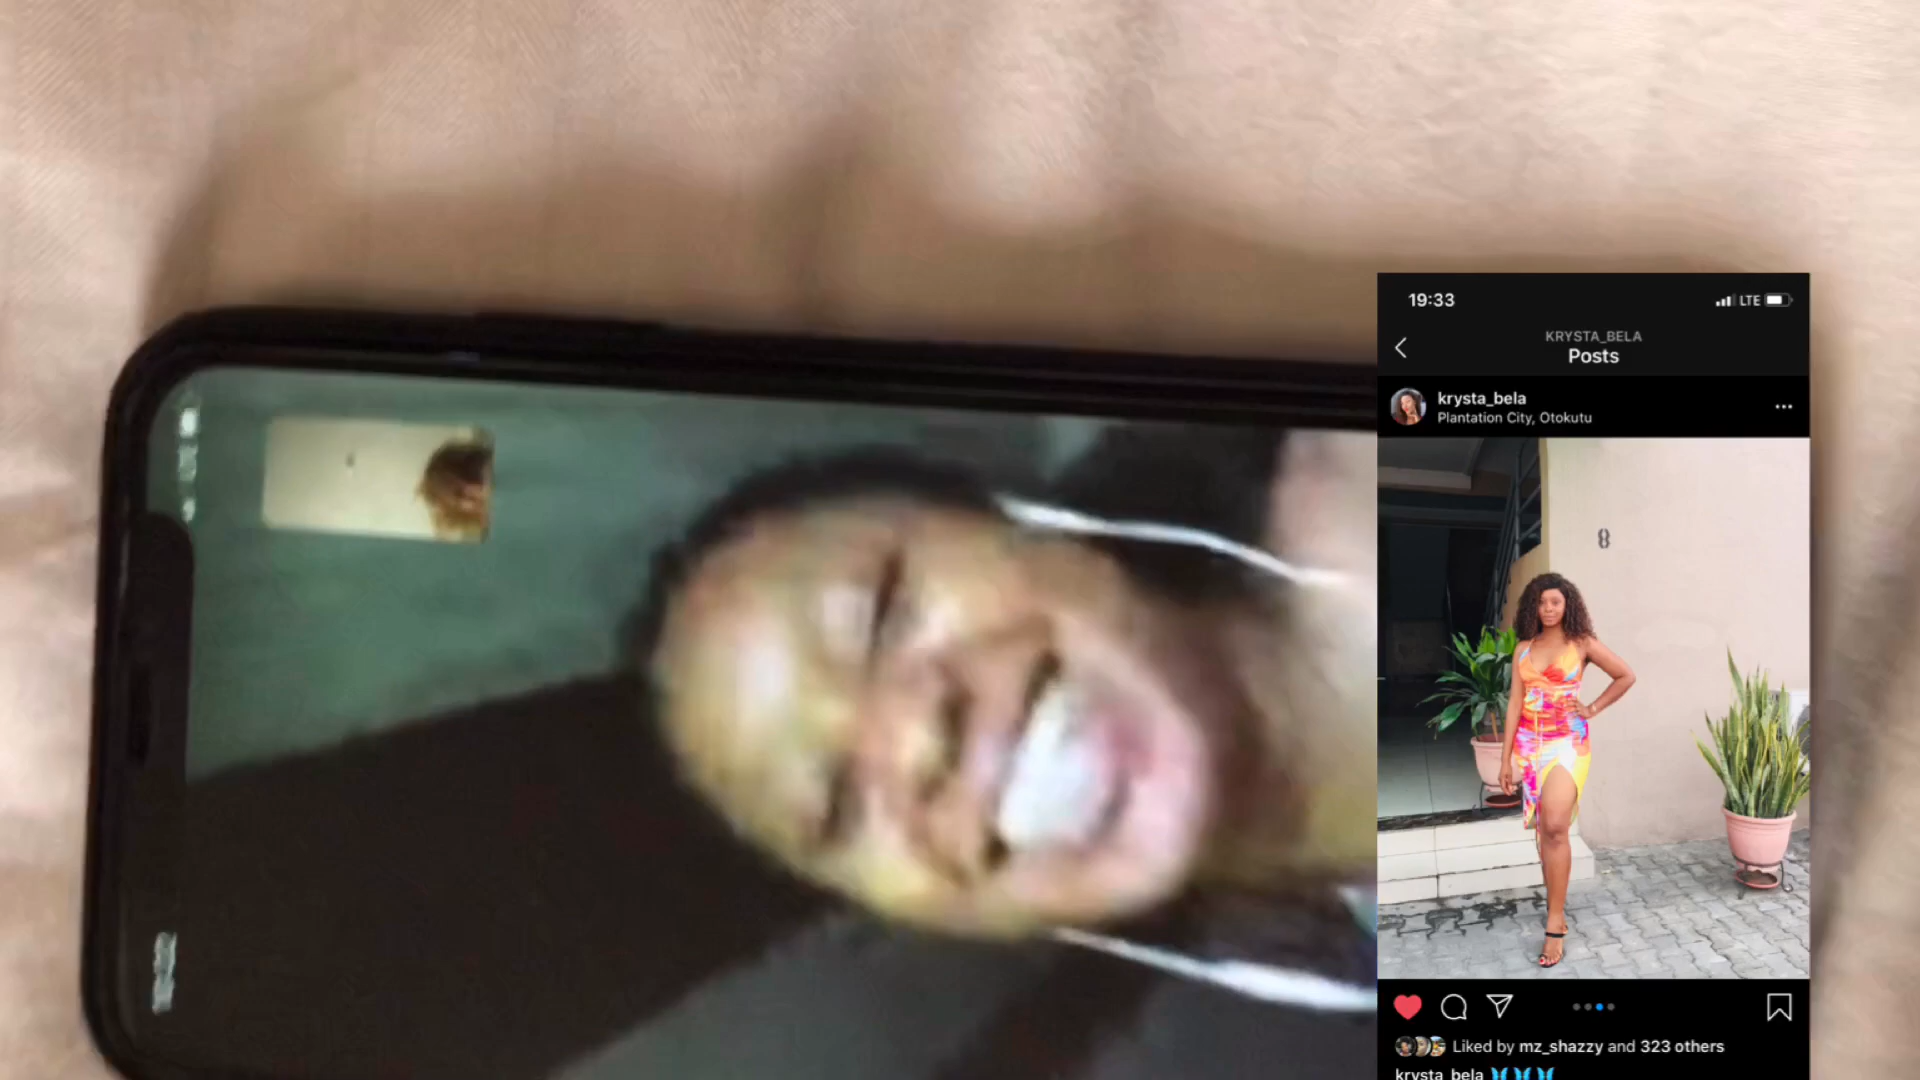 19:33
LTE
KRYSTA_BELA
Posts
krysta_bela
Plantation City, Otokutu
8
Liked by mz_shazzy and 323 others
krysta_bela